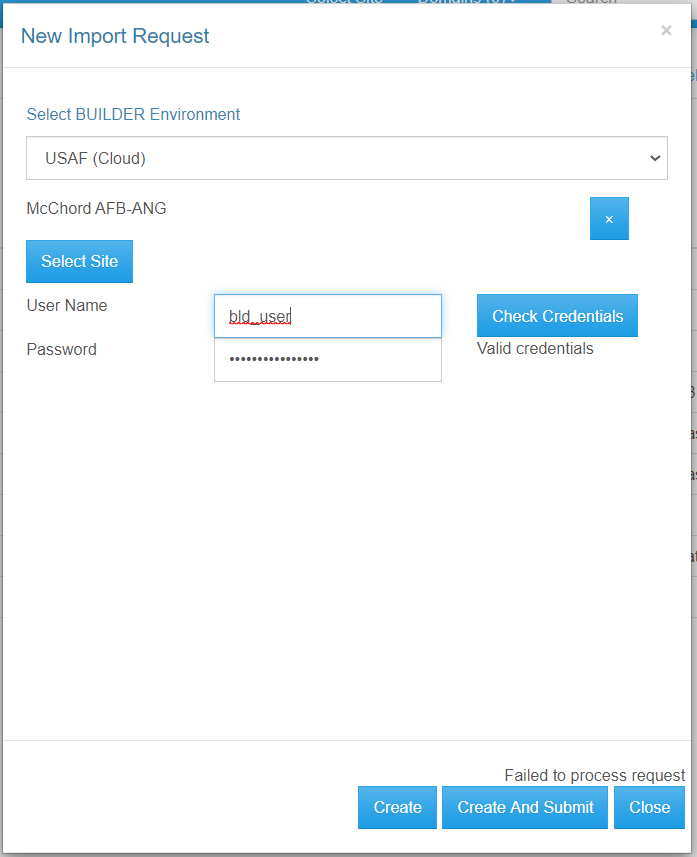 New Import Request
×
Select BUILDER Environment
USAF (Cloud)
McChord AFB-ANG
×
Select Site
User Name
bld_user
Check Credentials
Password
••••••••••••••••
Valid credentials
Failed to process request
Create
Create And Submit
Close